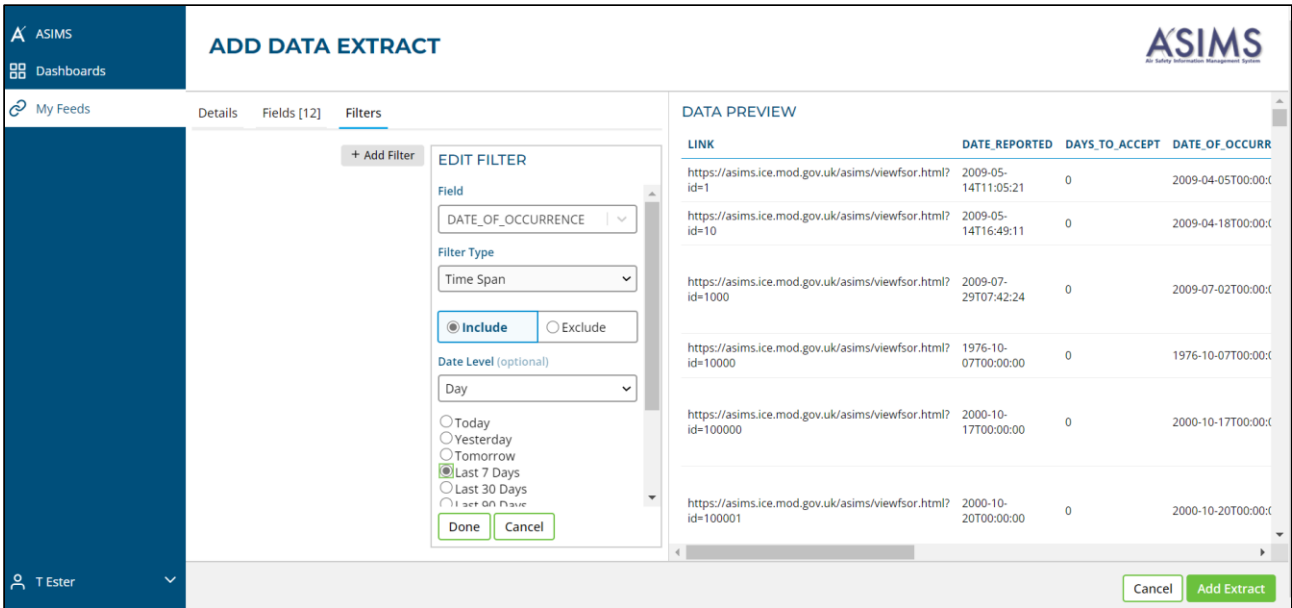 ASIMS
Dashboards
My Feeds
T Ester
ADD DATA EXTRACT
ASIMS
Air Safety Information Management System
Details Fields [12] Filters
+ Add Filter
EDIT FILTER
Field
DATE_OF_OCCURRENCE
Filter Type
Time Span
Include Exclude
Date Level (optional)
Day
Today
Yesterday
Tomorrow
Last 7 Days
Last 30 Days
Last 90 Days
Done Cancel
DATA PREVIEW
LINK DATE_REPORTED DAYS_TO_ACCEPT DATE_OF_OCCURR
https://asims.ice.mod.gov.uk/asims/viewfsor.html? 2009-05-
id=1 14T11:05:21 0 2009-04-05T00:00:0
https://asims.ice.mod.gov.uk/asims/viewfsor.html? 2009-05-
id=10 14T16:49:11 0 2009-04-18T00:00:0
https://asims.ice.mod.gov.uk/asims/viewfsor.html? 2009-07-
id=1000 29T07:42:24 0 2009-07-02T00:00:0
https://asims.ice.mod.gov.uk/asims/viewfsor.html? 1976-10-
id=10000 07T00:00:00 0 1976-10-07T00:00:0
https://asims.ice.mod.gov.uk/asims/viewfsor.html? 2000-10-
id=100000 17T00:00:00 0 2000-10-17T00:00:0
https://asims.ice.mod.gov.uk/asims/viewfsor.html? 2000-10-
id=100001 20T00:00:00 0 2000-10-20T00:00:0
Cancel Add Extract